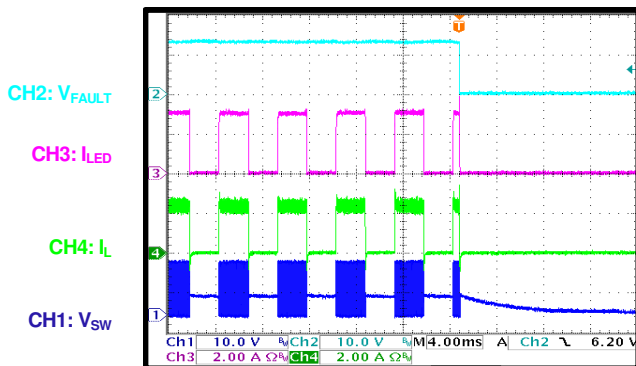 T
CH2: VFAULT
2
CH3: ILED
3
CH4: IL
4
CH1: VSW
1
Ch1 10.0 V BW Ch2 10.0 V BW M 4.00ms A Ch2 6.20 V
Ch3 2.00 A Ω BW Ch4 2.00 A Ω BW